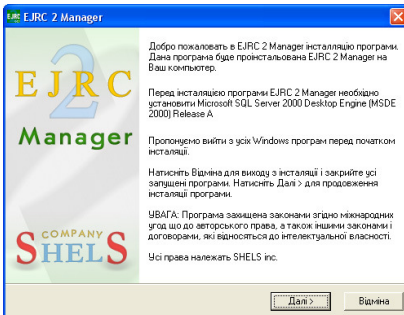 EJRC 2 Manager
Добро пожаловать в EJRC 2 Manager інсталляцію програми.
Дана програма буде проінстальована EJRC 2 Manager на
Ваш компьютер.
Перед інсталяцією програми EJRC 2 Manager необхідно
установити Microsoft SQL Server 2000 Desktop Engine (MSDE
2000) Release A
Пропонуємо вийти з усіх Windows програм перед початком
інсталяції.
Натисніть Відміна для виходу з інсталяції і закрийте усі
запущені програми. Натисніть Далі > для продовження
інсталяції програми.
УВАГА: Програма захищена законами згідно міжнародних
угод що до авторського права, а також іншими законами і
договорами, які відносяться до інтелектуальної власності.
Усі права належать SHELS inc.
2
EJRC
Manager
COMPANY
SHELS
Далі >
Відміна